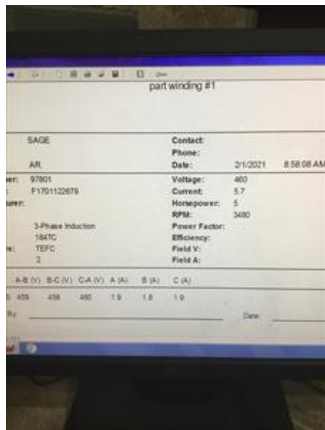 part winding #1
SAGE Contact:
Phone:
AR, Date: 2/1/2021 8:58:08 AM
er: 97801 Voltage: 460
: F1701122679. Current: 5.7
urer: Horsepower: 5
RPM: 3480
3-Phase Induction Power Factor:
184TC Efficiency:
e: TEFC Field V:
2 Field A:
A-B (V) B-C (V) C-A (V) A (A) B (A) C (A)
0 459 458 460 1.9 1.8 1.9
By: Date: